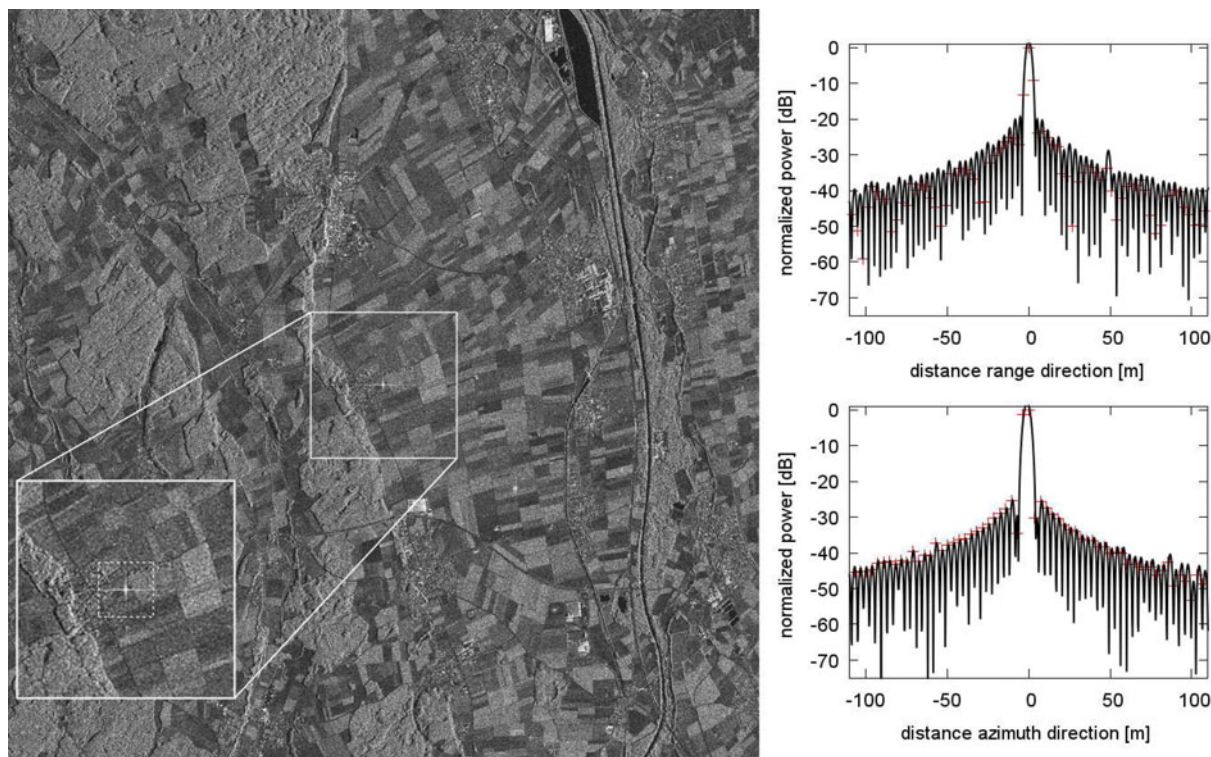 0
-10
-20
-30
-40
-50
-60
-70
normalized power [dB]
-100 -50 0 50 100
distance range direction [m]
0
-10
-20
-30
-40
-50
-60
-70
normalized power [dB]
-100 -50 0 50 100
distance azimuth direction [m]